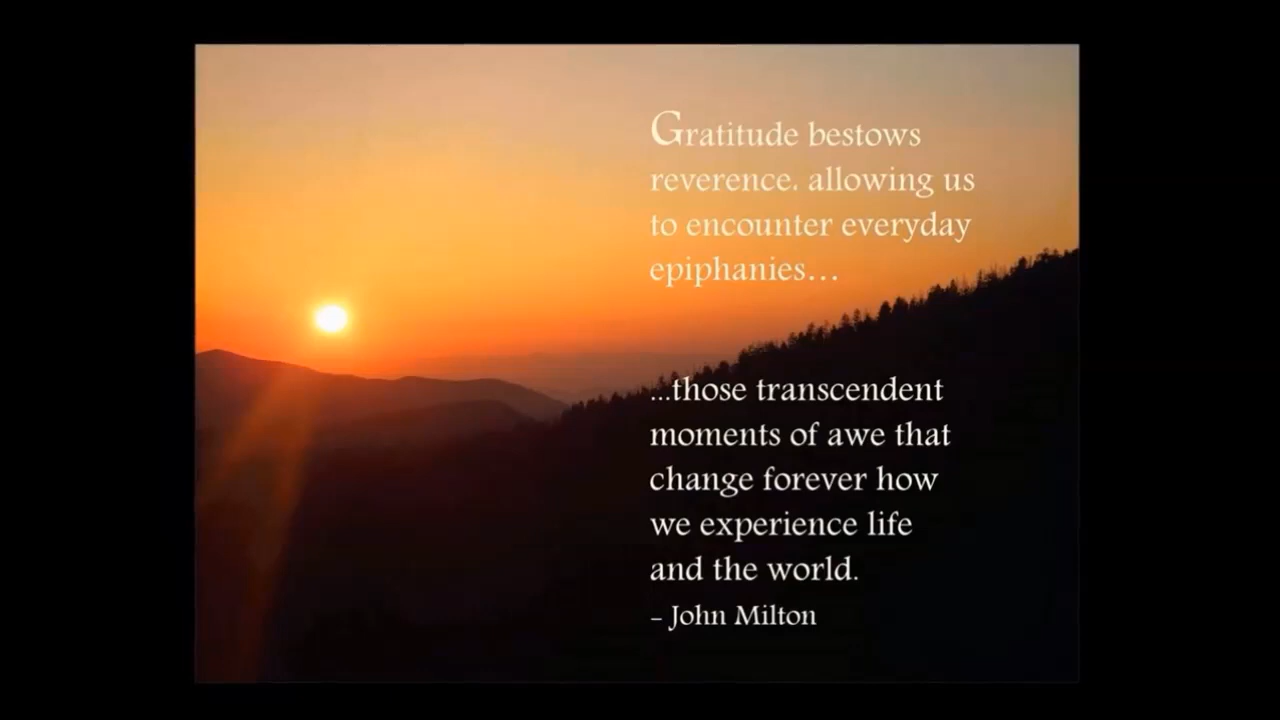 Gratitude bestows
reverence. allowing us
to encounter everyday
epiphanies...
...those transcendent
moments of awe that
change forever how
we experience life
and the world.
– John Milton